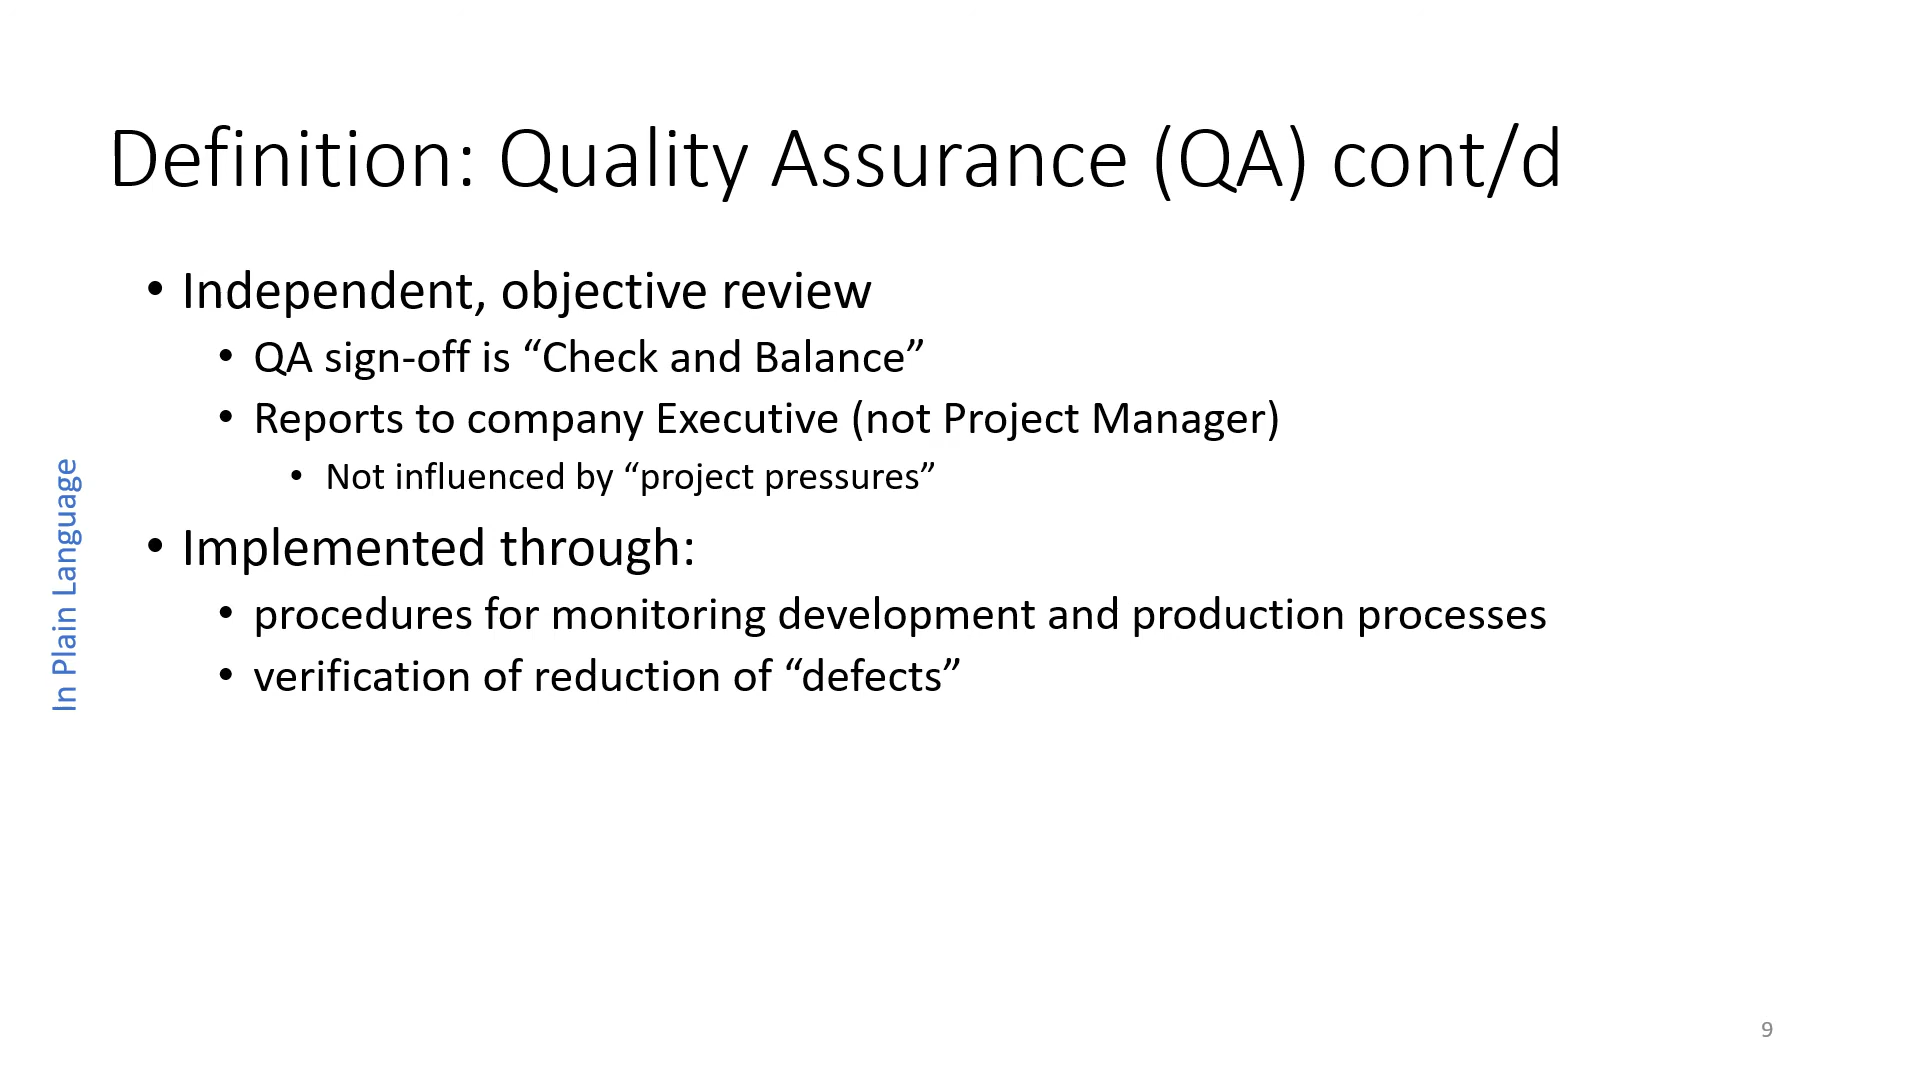 Definition: Quality Assurance (QA) cont/d
• Independent, objective review
• QA sign-off is “Check and Balance”
• Reports to company Executive (not Project Manager)
• Not influenced by “project pressures”
• Implemented through:
• procedures for monitoring development and production processes
• verification of reduction of “defects”
In Plain Language
9